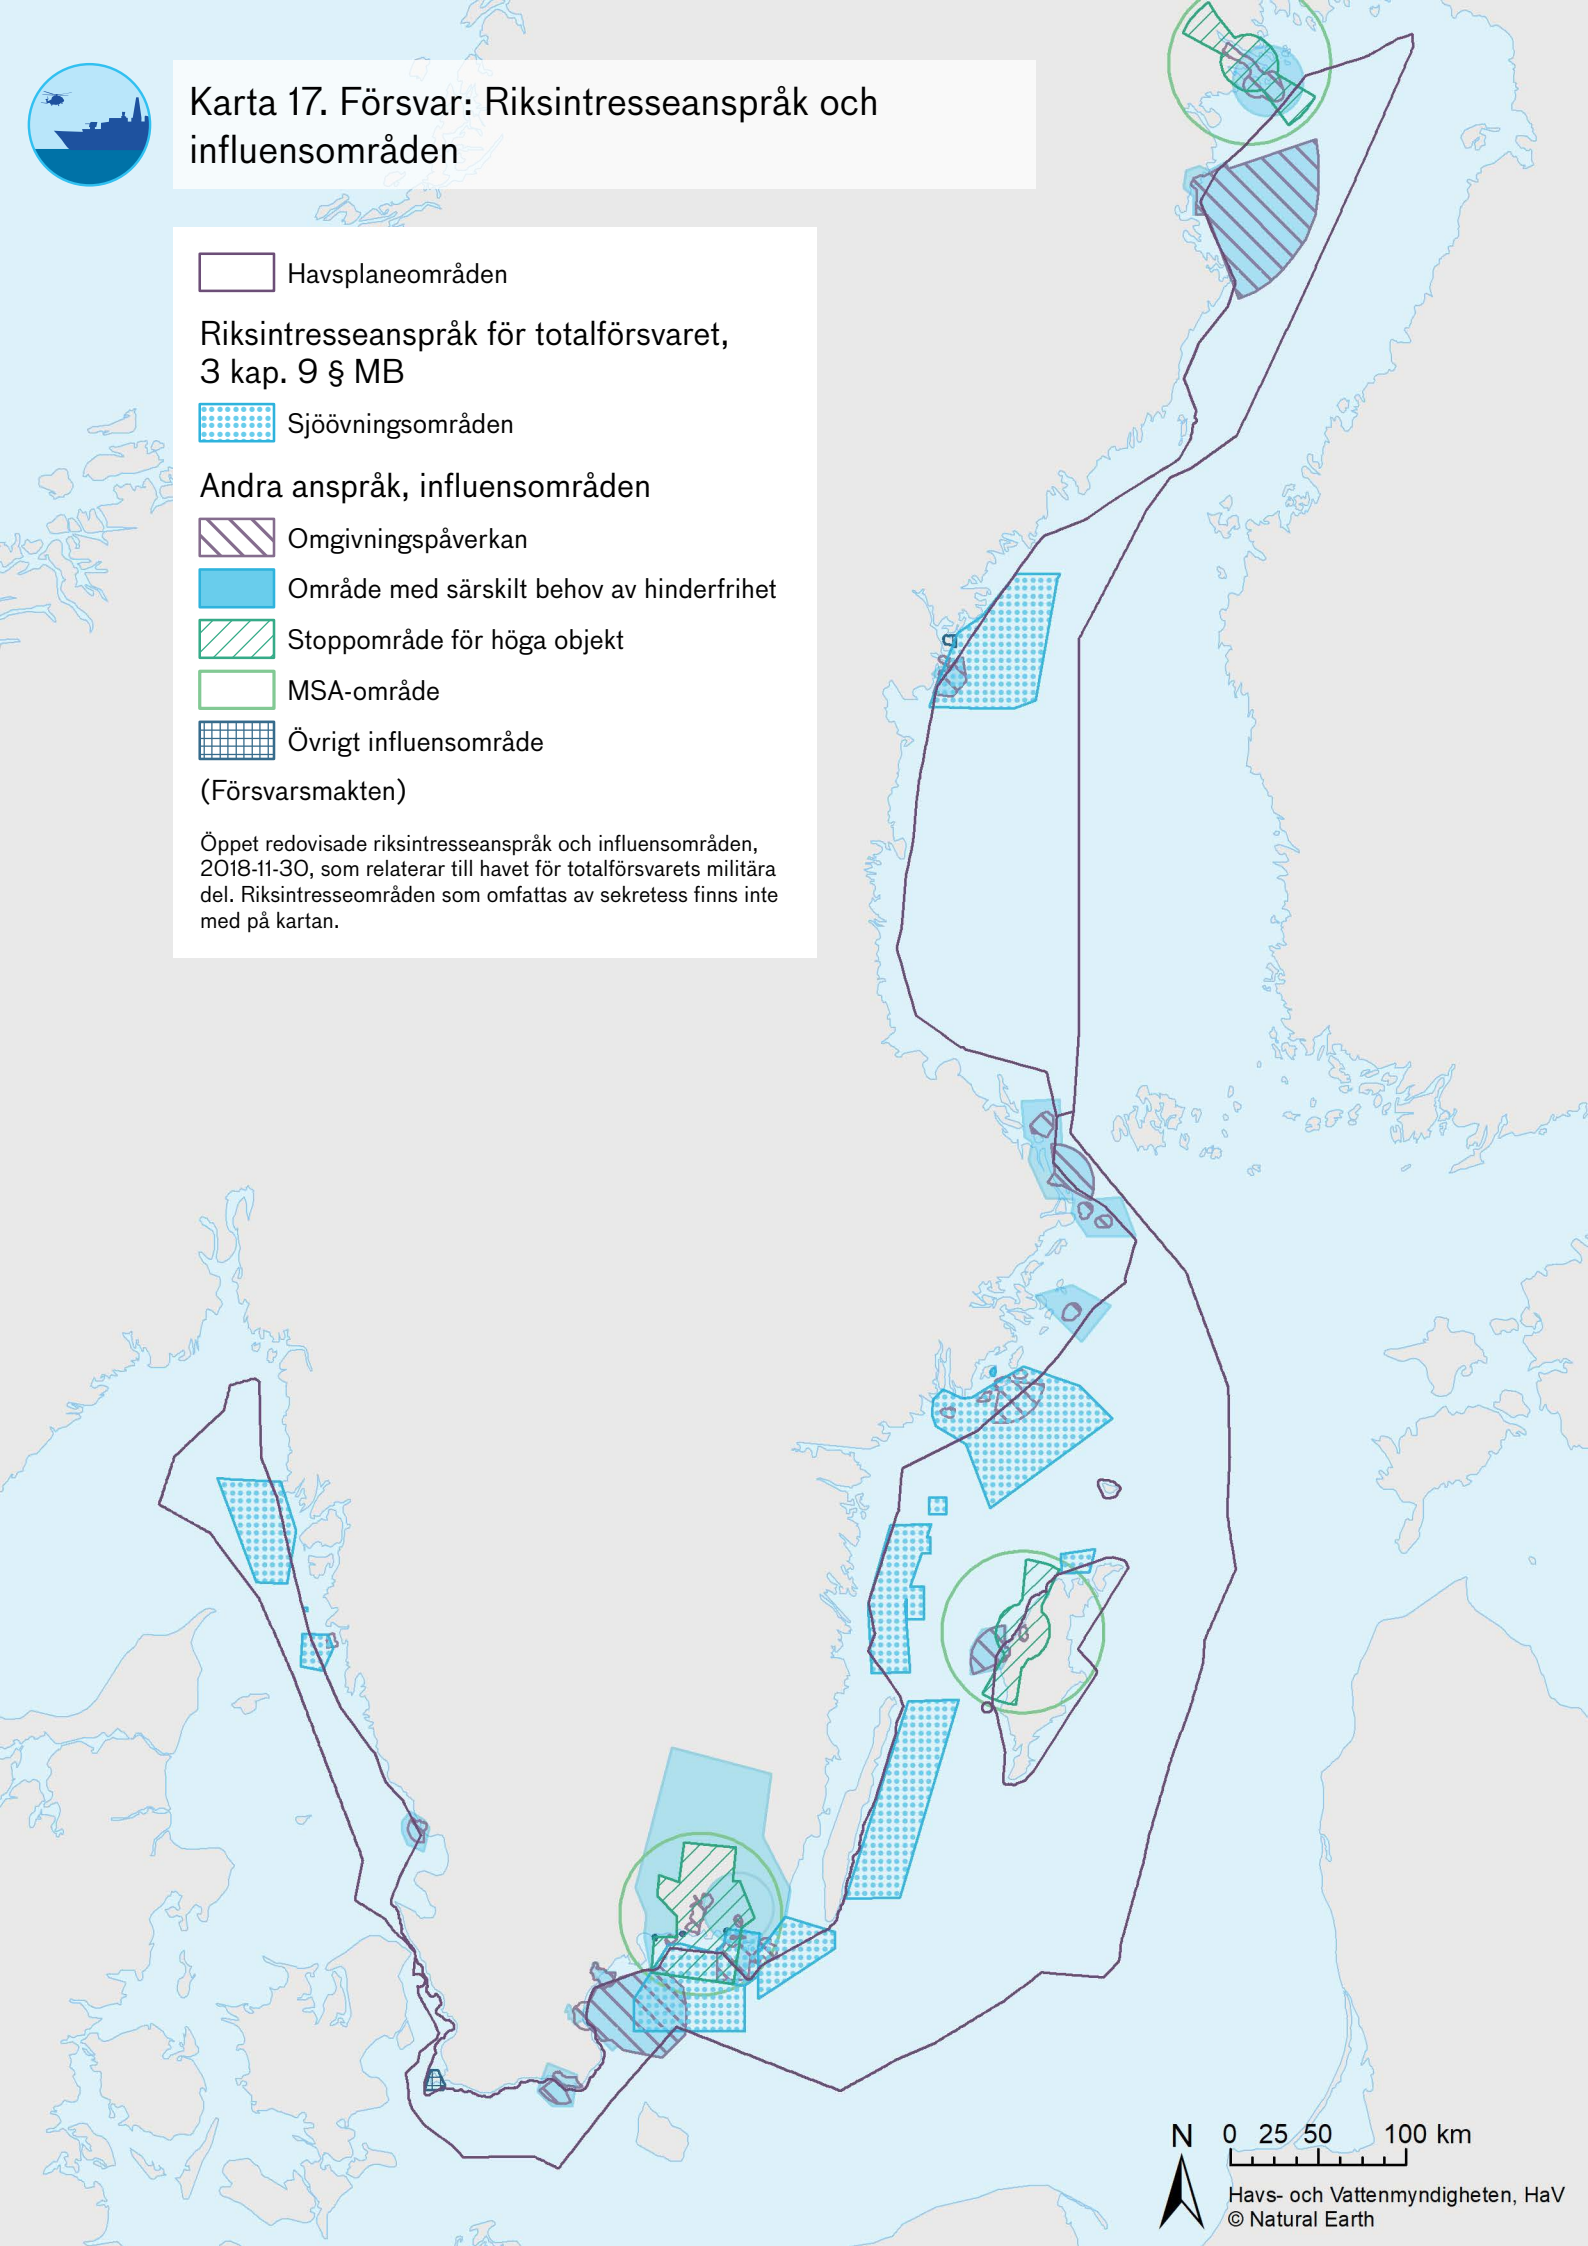 Karta 17. Försvar: Riksintresseanspråk och
influensområden
Havsplaneområden
Riksintresseanspråk för totalförsvaret,
3 kap. 9 § MB
Sjöövningsområden
Andra anspråk, influensområden
Omgivningspåverkan
Område med särskilt behov av hinderfrihet
Stoppområde för höga objekt
MSA-område
Övrigt influensområde
(Försvarsmakten)
Öppet redovisade riksintresseanspråk och influensområden,
2018-11-30, som relaterar till havet för totalförsvarets militära
del. Riksintresseområden som omfattas av sekretess finns inte
med på kartan.
N 0 25 50 100 km
Havs- och Vattenmyndigheten, HaV
© Natural Earth